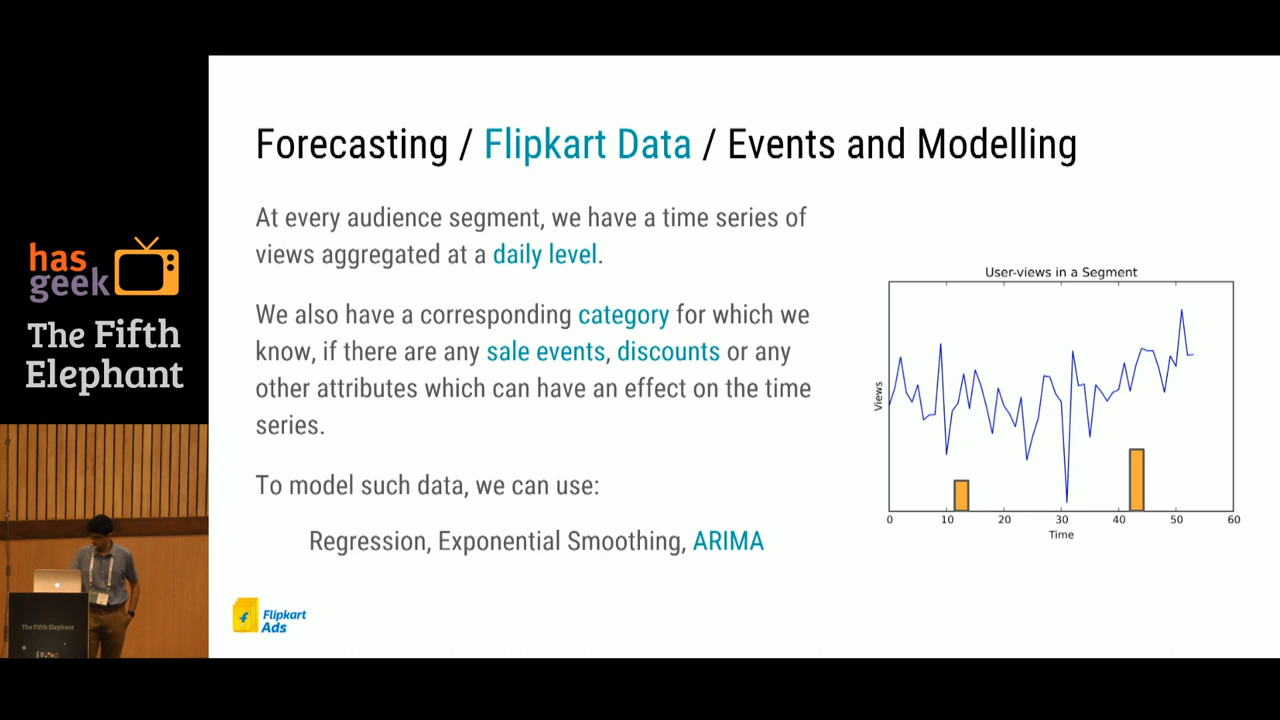 Forecasting / Flipkart Data / Events and Modelling
At every audience segment, we have a time series of
views aggregated at a daily level.
We also have a corresponding category for which we
know, if there are any sale events, discounts or any
other attributes which can have an effect on the time
series.
To model such data, we can use:
Regression, Exponential Smoothing, ARIMA
User-views in a Segment
Views
0 10 20 30 40 50 60
Time
f Flipkart
Ads
has
geek
The Fifth
Elephant
The Fifth Elephant